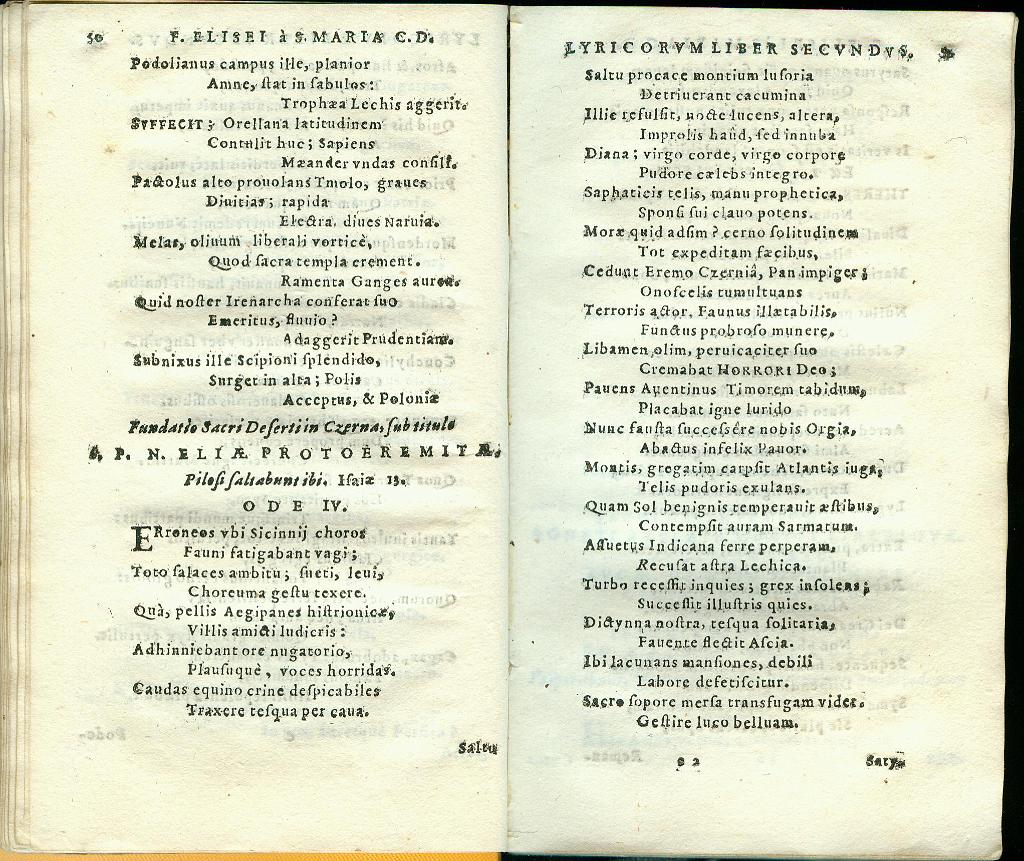 50 F. ELISEI à S. MARIA C. D.
Podolianus campus ille, planior
Amne, ſtat in fabulos:
Trophæa Lechis aggerit.
SVFFECIT; Orellana latitudinem
Contulit huc; Sapiens
Mæander vndas conſilI.
Pactolus alto prouolans Tmolo, graues
Diuitias; rapida
Electra, diues Naruia.
Melas, oliuum liberali vorticè,
Quod ſacra templa crement.
Ramenta Ganges aurea.
Quid noſter Irenarcha conferat ſuo
Emeritus, fluuio?
Adaggerit Prudentiam.
Subnixus ille Scipioni ſplendido,
Surget in alta; Polis
Acceptus, & Poloniæ
Fundatio Sacri Deſerti in Czerna, ſub titulo
S. P. N. ELIÆ PROTOEREMITÆ.
Piloſi ſaltabunt ibi. Iſaiæ 13.
ODE IV.
ERroneos vbi Sicinnij choros
Fauni fatigabant vagi;
Toto ſalaces ambitu; ſueti, leui,
Choreuma geſtu texere.
Quà, pellis Aegipanes hiſtrionicæ,
Villis amicti ludicris:
Adhinniebant ore nugatorio,
Plauſuquè, voces horridas.
Caudas equino crine deſpicabiles
Traxere teſqua per caua.
Saltu
LYRICORVM LIBER SECVNDVS.
Saltu procace montium luſoria
Detriuerant cacumina
Illic refulſit, nocte lucens, altera,
Improlis haud, ſed innuba
Diana; virgo corde, virgo corpore
Pudore cælebs integro.
Saphaticis telis, manu prophetica,
Sponſi ſui clauo potens.
Moræ quid adſim? cerno ſolitudinem
Tot expeditam fæcibus,
Cedunt Eremo Czerniâ, Pan impiger;
Onoſcelis tumultuans
Terroris actor, Faunus illætabilis,
Functus probroſo munere.
Libamen olim, peruicaciter ſuo
Cremabat HORRORI Deo;
Pauens Auentinus Timorem tabidum,
Placabat igne lurido
Nunc fauſta ſucceſſére nobis Orgia,
Abactus infelix Pauor.
Montis, gregatim carpſit Atlantis iuga,
Telis pudoris exulans.
Quam Sol benignis temperauit æſtibus,
Contempſit auram Sarmatum.
Aſſuetus Indicana ferre perperam,
Recuſat aſtra Lechica.
Turbo receſſit inquies; grex inſolens;
Succeſſit illuſtris quies.
Dictynna noſtra, teſqua ſolitaria,
Fauente flectit Aſcia.
Ibi lacunans manſiones, debili
Labore defetiſcitur.
Sacro ſopore merſa transfugam vides.
Geſtire luco belluam.
e 2 Saty-